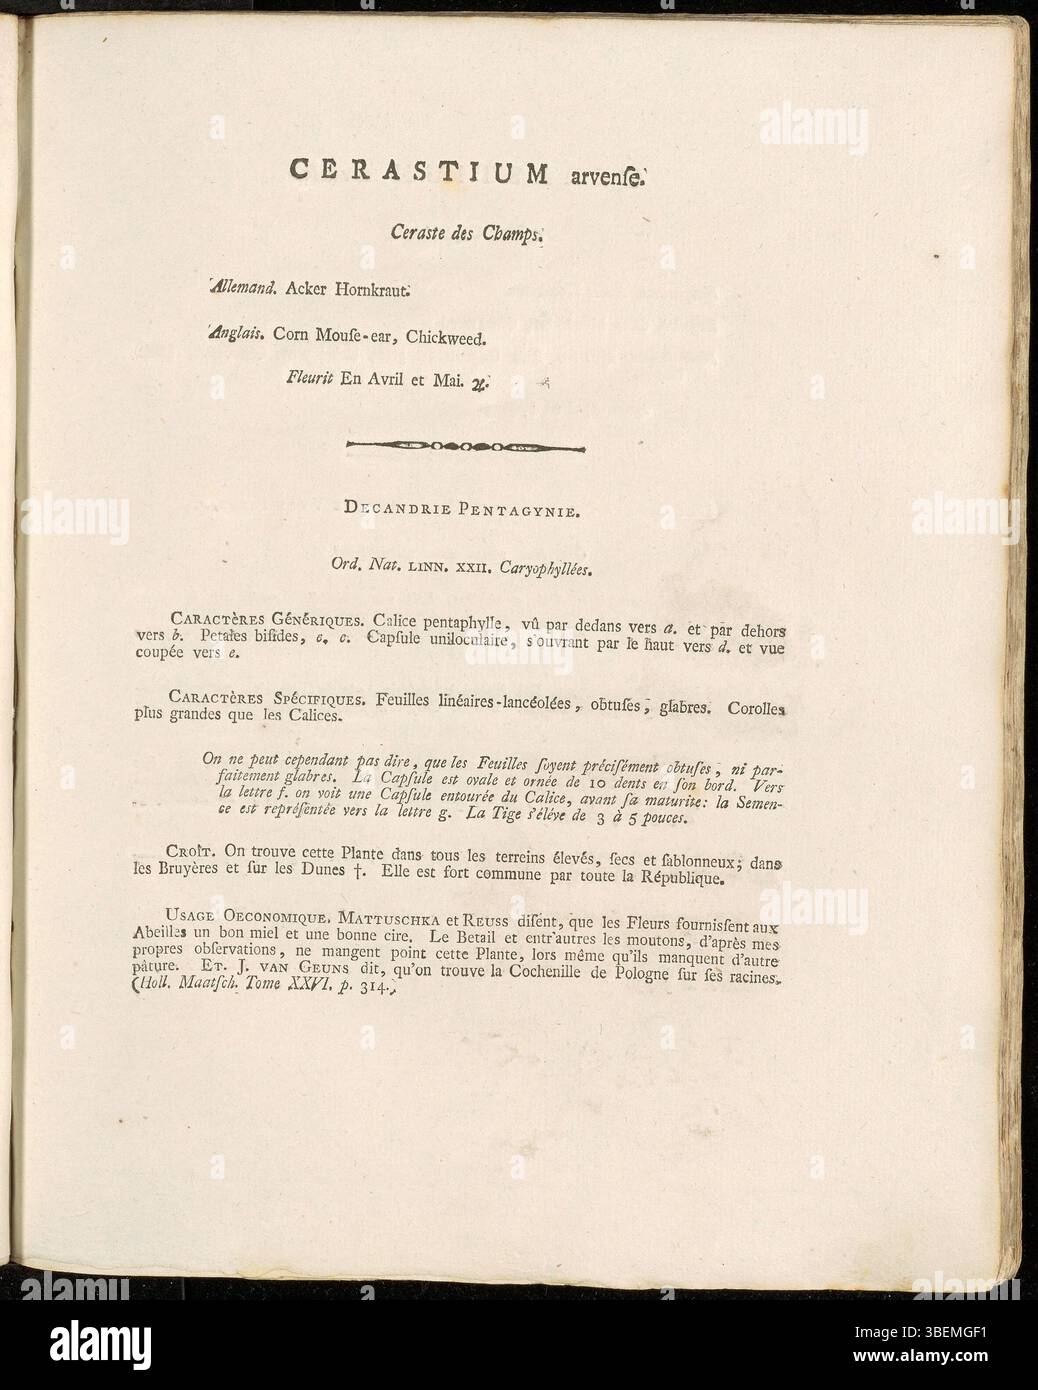 CERASTIUM arvenſe.
Ceraste des Champs.
Allemand. Acker Hornkraut.
Anglais. Corn Mouſe-ear, Chickweed.
Fleurit En Avril et Mai. ♃.
DECANDRIE PENTAGYNIE.
Ord. Nat. LINN. XXII. Caryophyllées.
CARACTèRES GéNéRIQUES. Calice pentaphylle, vû par dedans vers a. et par dehors
vers b. Petales bifides, c. c. Capſule uniloculaire, s'ouvrant par le haut vers d. et vue
coupée vers e.
CARACTèRES SPéCIFIQUES. Feuilles linéaires-lancéolées, obtuſes, glabres. Corolles
plus grandes que les Calices.
On ne peut cependant pas dire, que les Feuilles ſoyent préciſément obtuſes, ni par-
faitement glabres. La Capſule est ovale et ornée de 10 dents en ſon bord. Vers
la lettre f. on voit une Capſule entourée du Calice, avant ſa maturite: la Semen-
ce est repréſentée vers la lettre g. La Tige s'éléve de 3 à 5 pouces.
CROîT. On trouve cette Plante dans tous les terreins élevés, ſecs et ſablonneux; dans
les Bruyères et ſur les Dunes †. Elle est fort commune par toute la République.
USAGE OECONOMIQUE. MATTUSCHKA et REUSS diſent, que les Fleurs fourniſſent aux
Abeilles un bon miel et une bonne cire. Le Betail et entr'autres les moutons, d'après mes
propres obſervations, ne mangent point cette Plante, lors même qu'ils manquent d'autre
pâture. ET. J. VAN GEUNS dit, qu'on trouve la Cochenille de Pologne ſur ſes racines.
(Holl. Maatſch. Tome XXVI. p. 314.)
alamy
Image ID: 3BEMGF1
www.alamy.com